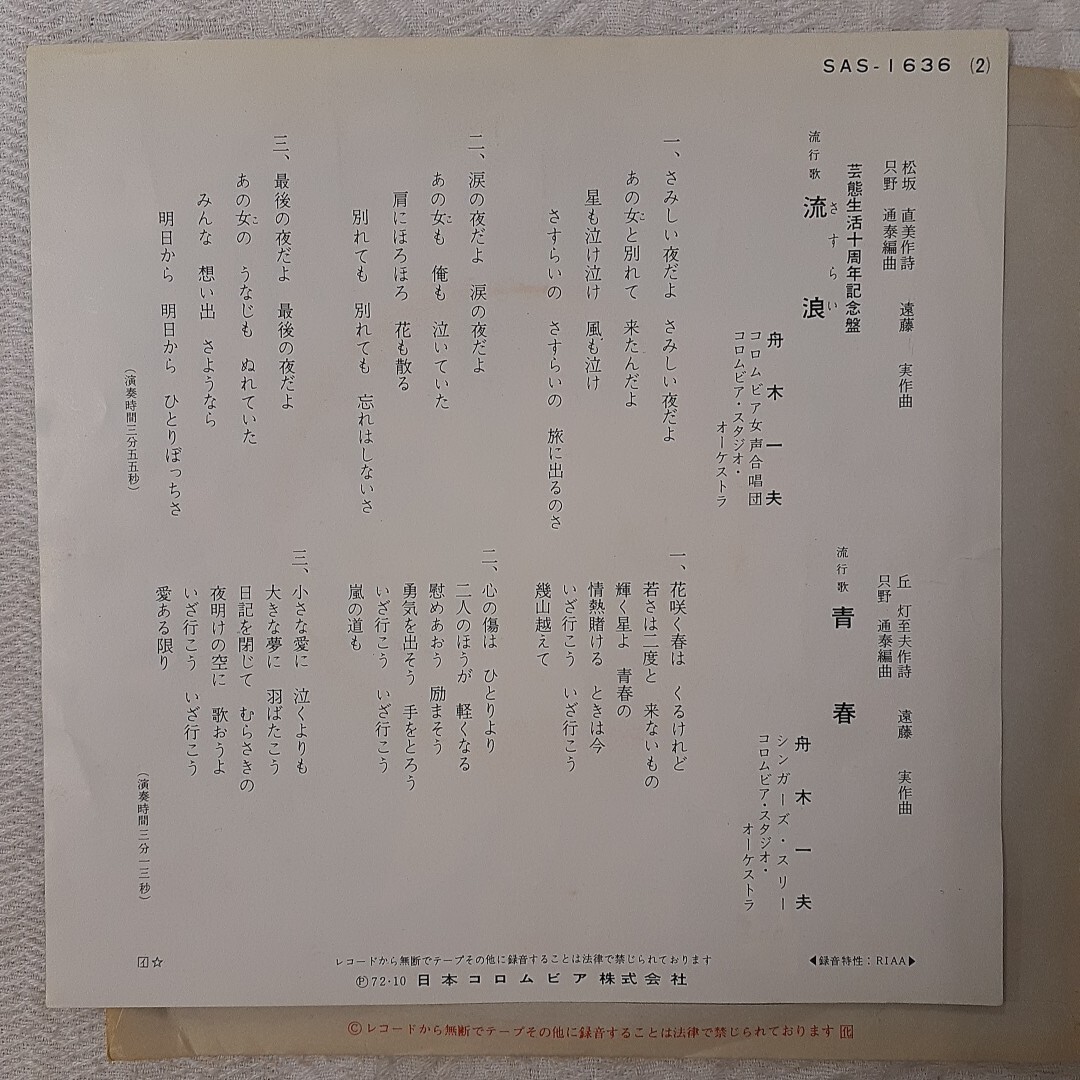 SAS-1636 (2)
松坂 直美作詩 遠藤 実作曲
只野 通泰編曲
芸態生活十周年記念盤
流行歌 流浪
さすらい
舟木一夫
コロムビア女声合唱団
コロムビア・スタジオ・
オーケストラ
一、さみしい夜だよ さみしい夜だよ
あの女と別れて 来たんだよ
こ
星も泣け泣け 風も泣け
さすらいの さすらいの 旅に出るのさ
二、涙の夜だよ 涙の夜だよ
あの女も 俺も 泣いていた
こ
肩にほろほろ 花も散る
別れても 別れても 忘れはしないさ
三、最後の夜だよ 最後の夜だよ
あの女の うなじも ぬれていた
こ
みんな 想い出 さようなら
明日から 明日から ひとりぼっちさ
(演奏時間三分五五秒)
丘 灯至夫作詩 遠藤 実作曲
只野 通泰編曲
流行歌 青春
舟木一夫
シンガーズ・スリー
コロムビア・スタジオ・
オーケストラ
一、花咲く春は くるけれど
若さは二度と 来ないもの
輝く星よ 青春の
情熱賭ける ときは今
いざ行こう いざ行こう
幾山越えて
二、心の傷は ひとりより
二人のほうが 軽くなる
慰めあおう 励まそう
勇気を出そう 手をとろう
いざ行こう いざ行こう
嵐の道も
三、小さな愛に 泣くよりも
大きな夢に 羽ばたこう
日記を閉じて むらさきの
夜明けの空に 歌おうよ
いざ行こう いざ行こう
愛ある限り
(演奏時間三分一三秒)
◀録音特性:RIAA▶
レコードから無断でテープその他に録音することは法律で禁じられております
Ⓟ72・10 日本コロムビア株式会社
イ☆
Ⓒレコードから無断でテープその他に録音することは法律で禁じられております